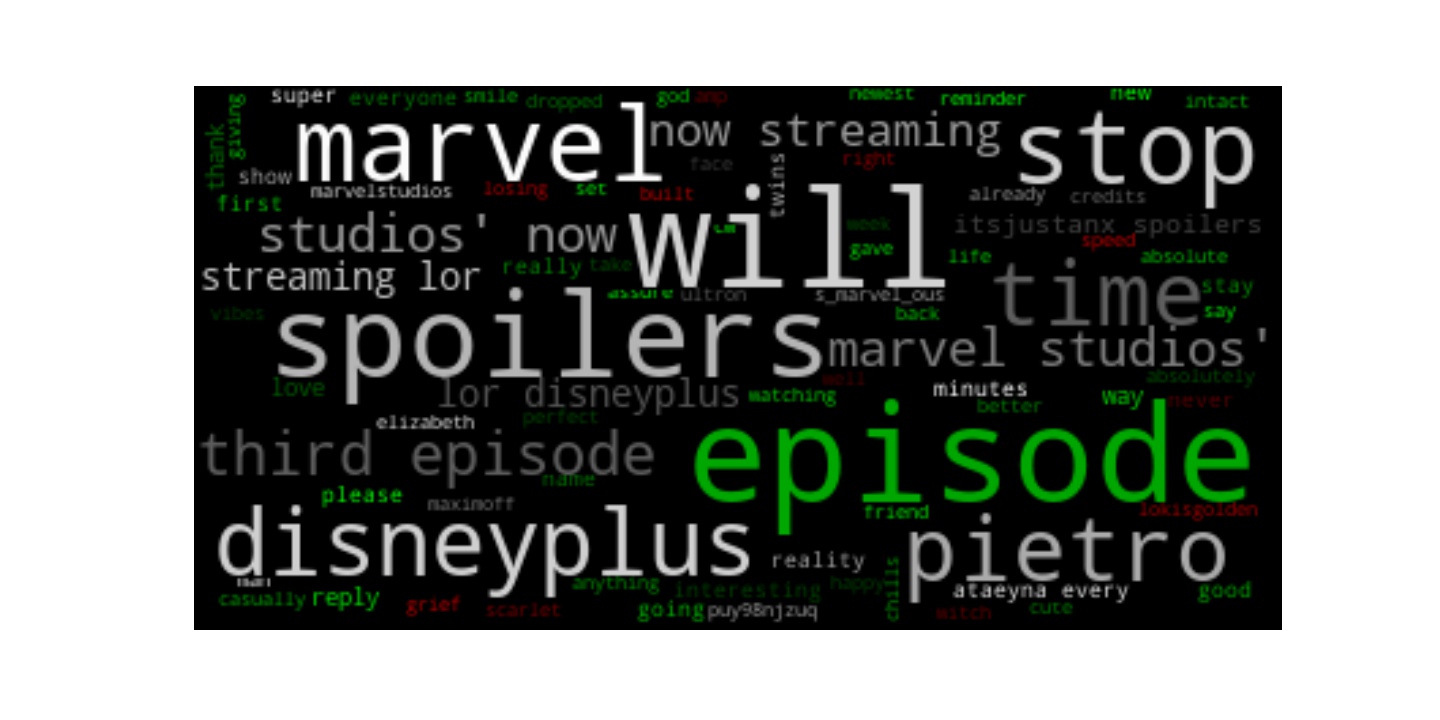 super everyone smile dropped god amp newest reminder new intact
thank giving marvel now streaming stop
show face right
marvelstudios losing set built twins already credits
first studios' now will week itsjustanx spoilers
speed
gave life absolute
streaming lor really take time stay
assure ultron s_marvel_ous
vibes spoilers back say
marvel studios'
love lor disneyplus watching well minutes absolutely
better way never
elizabeth perfect
third episode episode
name
please maximoff friend lokisgolden
disneyplus reality pietro
man anything interesting happy chills ataeyna every good
casually reply grief scarlet going puy98njzuq witch cute